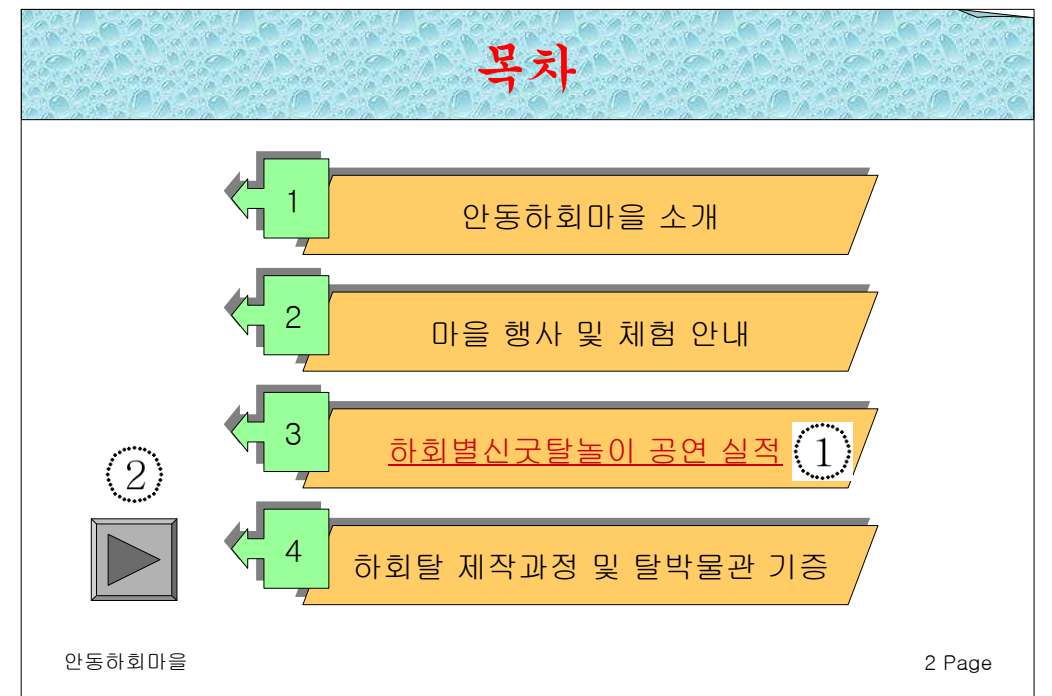 목차
1 안동하회마을 소개
2 마을 행사 및 체험 안내
3 하회별신굿탈놀이 공연 실적 1
2
4 하회탈 제작과정 및 탈박물관 기증
안동하회마을
2 Page